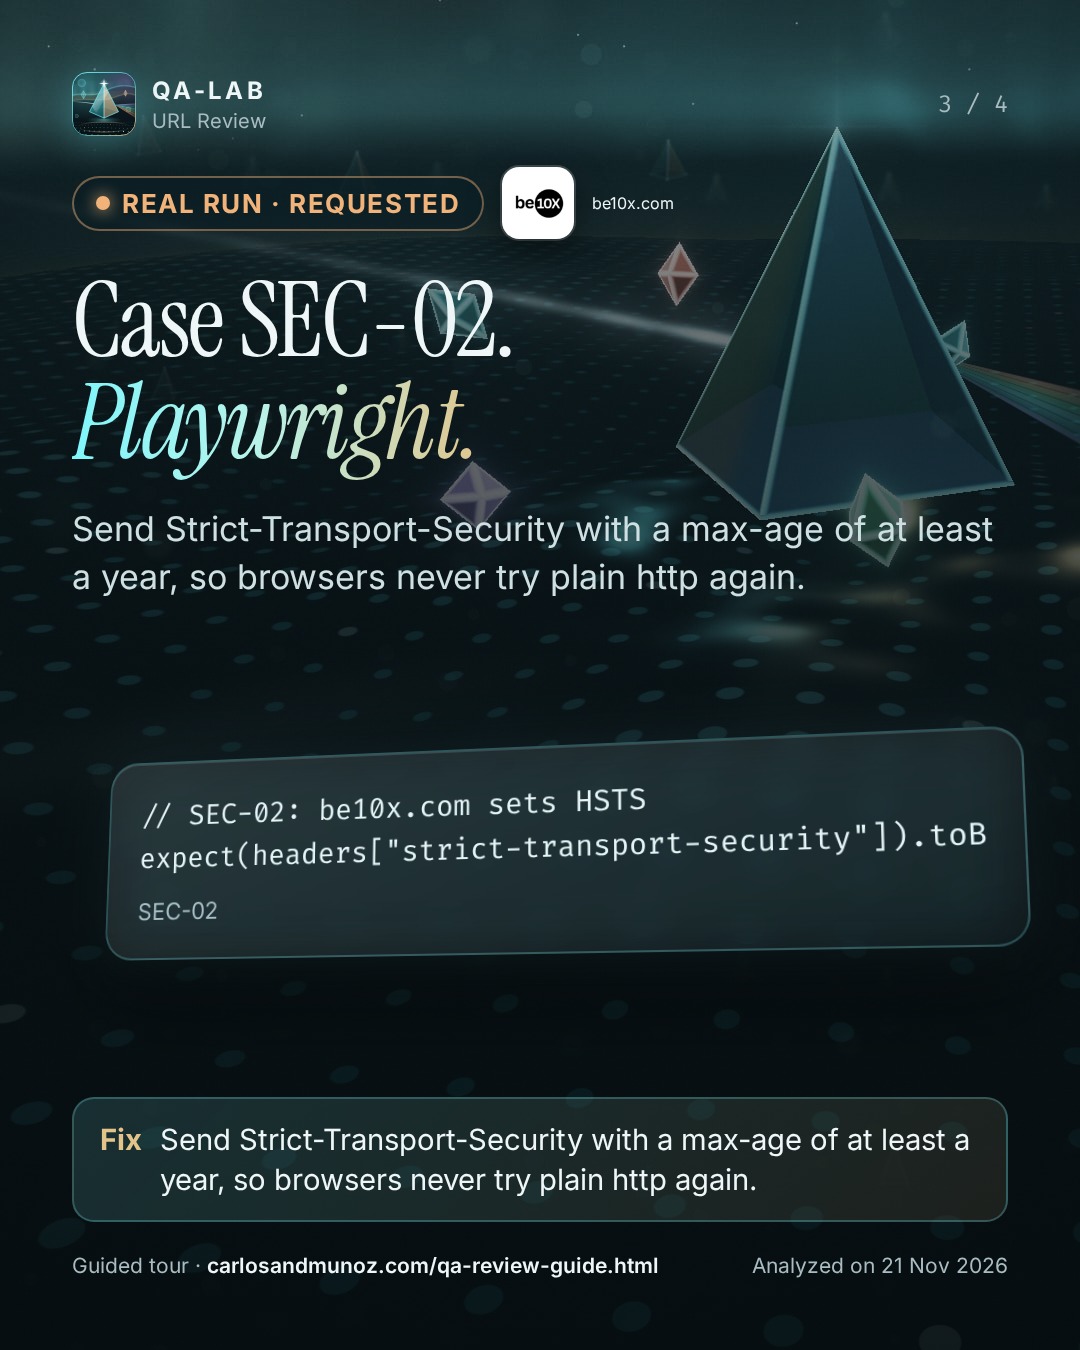 QA-LAB
URL Review
3 / 4
REAL RUN · REQUESTED
be10X
be10x.com
Case SEC-02.
Playwright.
Send Strict-Transport-Security with a max-age of at least
a year, so browsers never try plain http again.
// SEC-02: be10x.com sets HSTS
expect(headers["strict-transport-security"]).toB
SEC-02
Fix Send Strict-Transport-Security with a max-age of at least a
year, so browsers never try plain http again.
Guided tour · carlosandmunoz.com/qa-review-guide.html
Analyzed on 21 Nov 2026